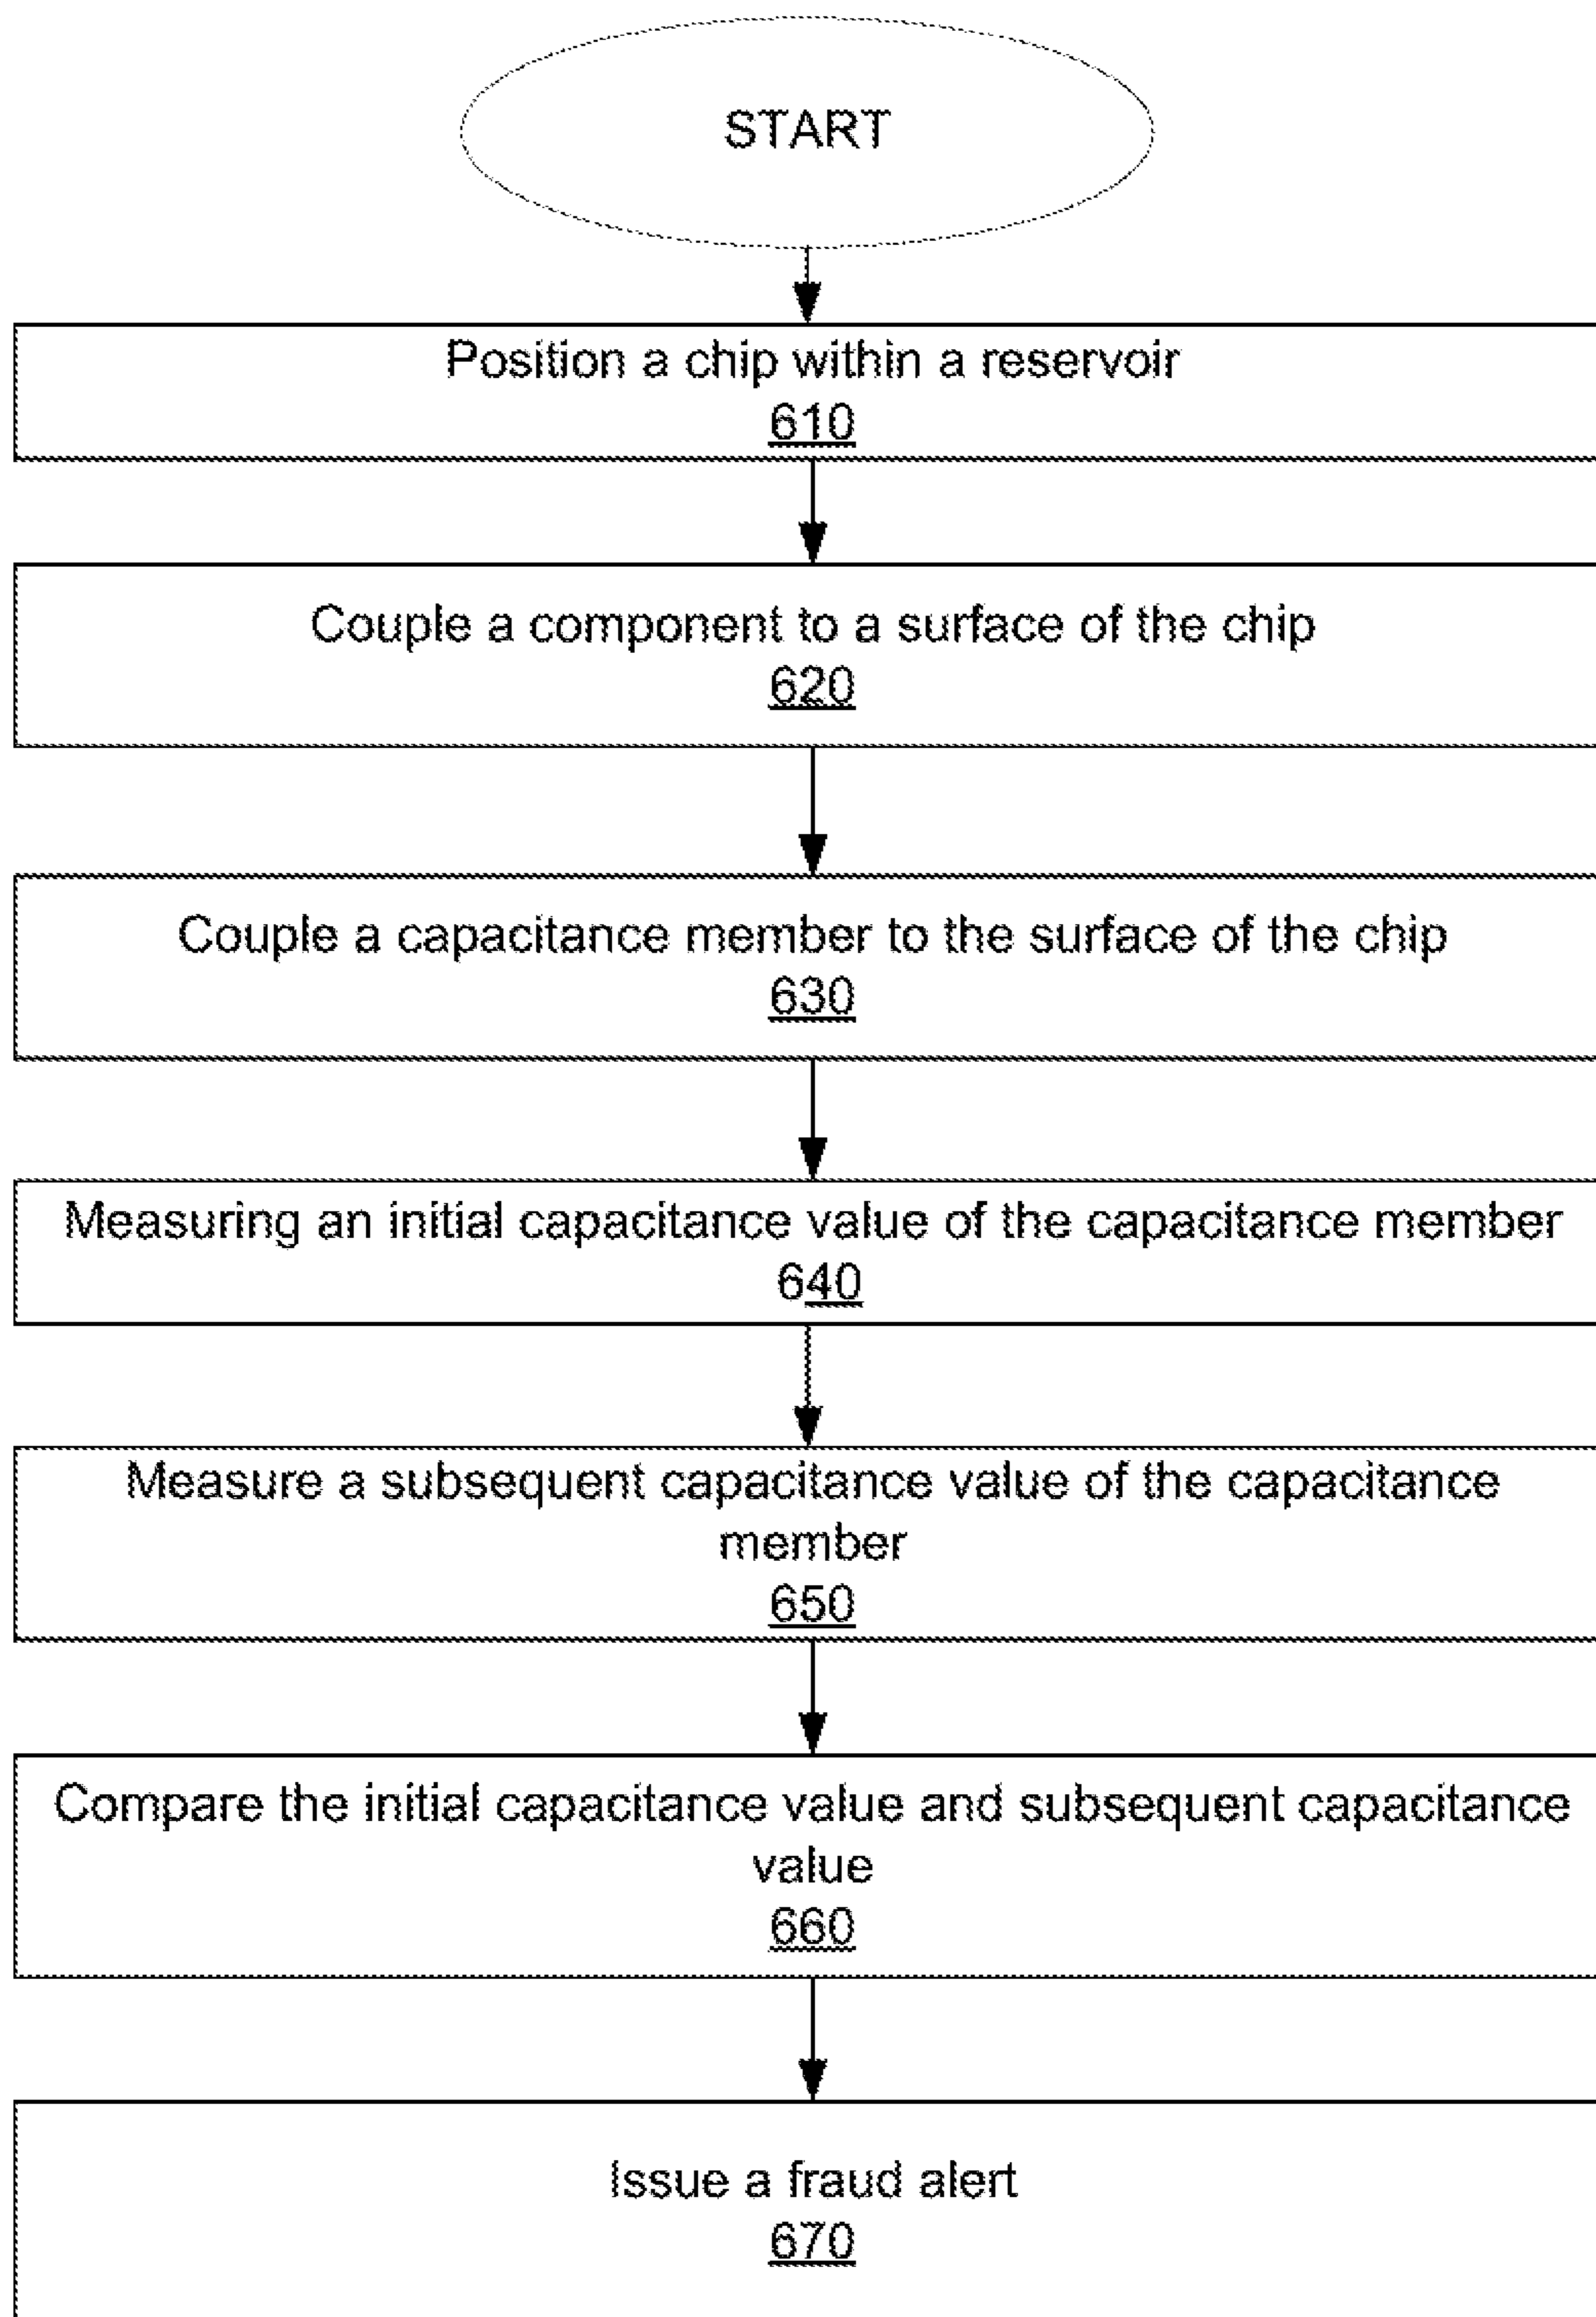 START
Position a chip within a reservoir
610
Couple a component to a surface of the chip
620
Couple a capacitance member to the surface of the chip
630
Measuring an initial capacitance value of the capacitance member
640
Measure a subsequent capacitance value of the capacitance
member
650
Compare the initial capacitance value and subsequent capacitance
value
660
Issue a fraud alert
670